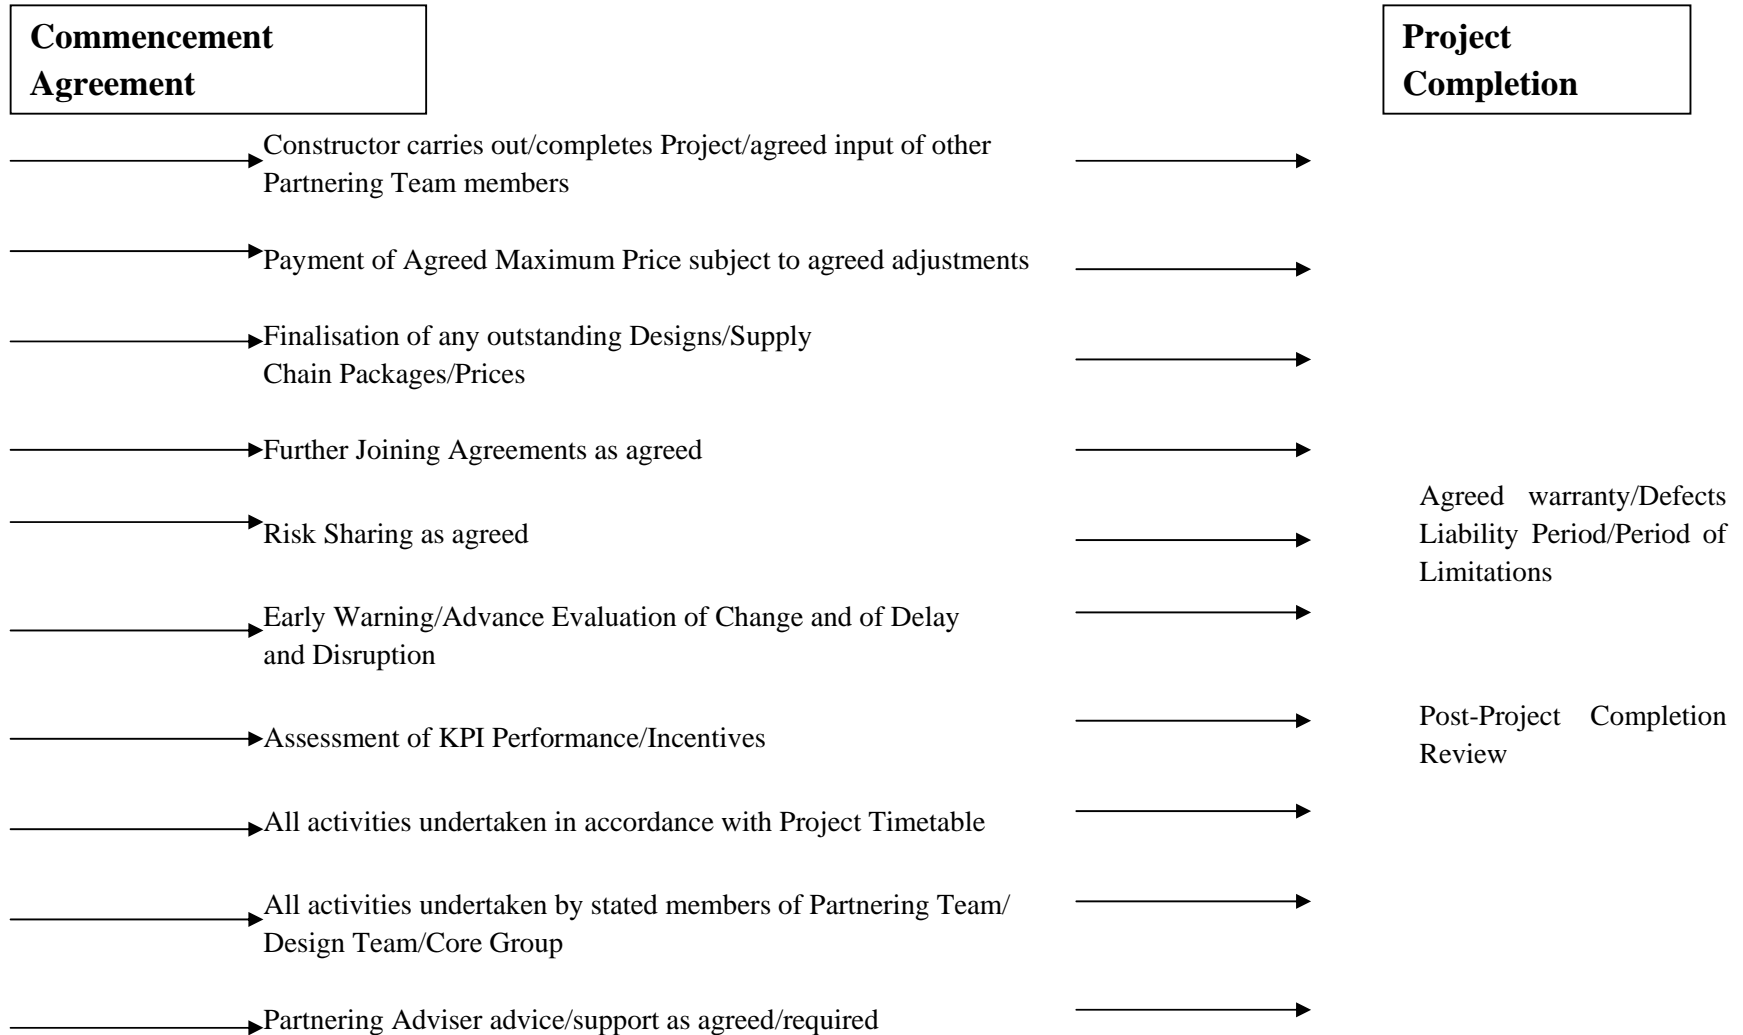 Commencement
Agreement
Project
Completion
Constructor carries out/completes Project/agreed input of other
Partnering Team members
Payment of Agreed Maximum Price subject to agreed adjustments
Finalisation of any outstanding Designs/Supply
Chain Packages/Prices
Further Joining Agreements as agreed
Risk Sharing as agreed
Early Warning/Advance Evaluation of Change and of Delay
and Disruption
Assessment of KPI Performance/Incentives
All activities undertaken in accordance with Project Timetable
All activities undertaken by stated members of Partnering Team/
Design Team/Core Group
Partnering Adviser advice/support as agreed/required
Agreed warranty/Defects
Liability Period/Period of
Limitations
Post-Project Completion
Review